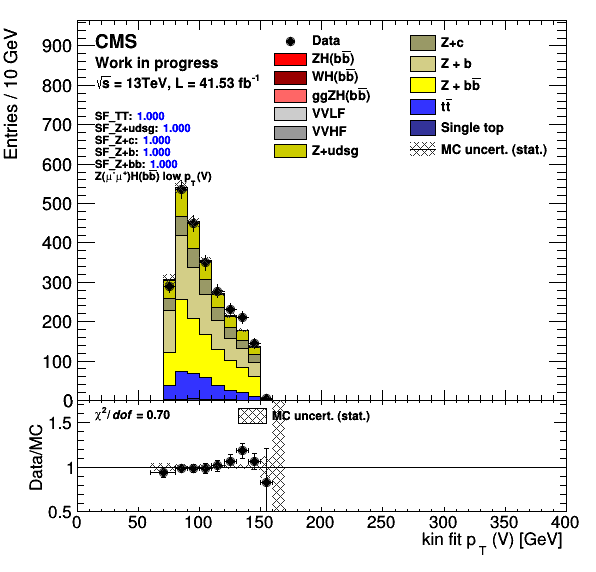 Entries / 10 GeV
900
800
700
600
500
400
300
200
100
0
CMS
Work in progress
√s = 13TeV, L = 41.53 fb⁻¹
SF_TT: 1.000
SF_Z+udsg: 1.000
SF_Z+c: 1.000
SF_Z+b: 1.000
SF_Z+bb: 1.000
Z(μ⁻μ⁺)H(bb̅) low p_T(V)
Data
ZH(bb̅)
WH(bb̅)
ggZH(bb̅)
VVLF
VVHF
Z+udsg
Z+c
Z + b
Z + bb̅
tt̅
Single top
MC uncert. (stat.)
Data/MC
1.5
1
0.5
χ²/dof = 0.70
MC uncert. (stat.)
0 50 100 150 200 250 300 350 400
kin fit p_T (V) [GeV]